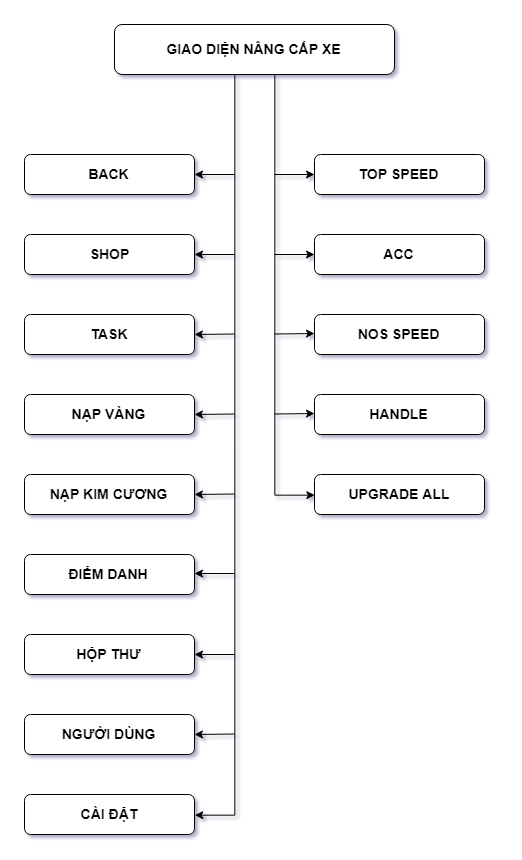 GIAO DIỆN NÂNG CẤP XE
BACK
TOP SPEED
SHOP
ACC
TASK
NOS SPEED
NẠP VÀNG
HANDLE
NẠP KIM CƯƠNG
UPGRADE ALL
ĐIỂM DANH
HỘP THƯ
NGƯỜI DÙNG
CÀI ĐẶT